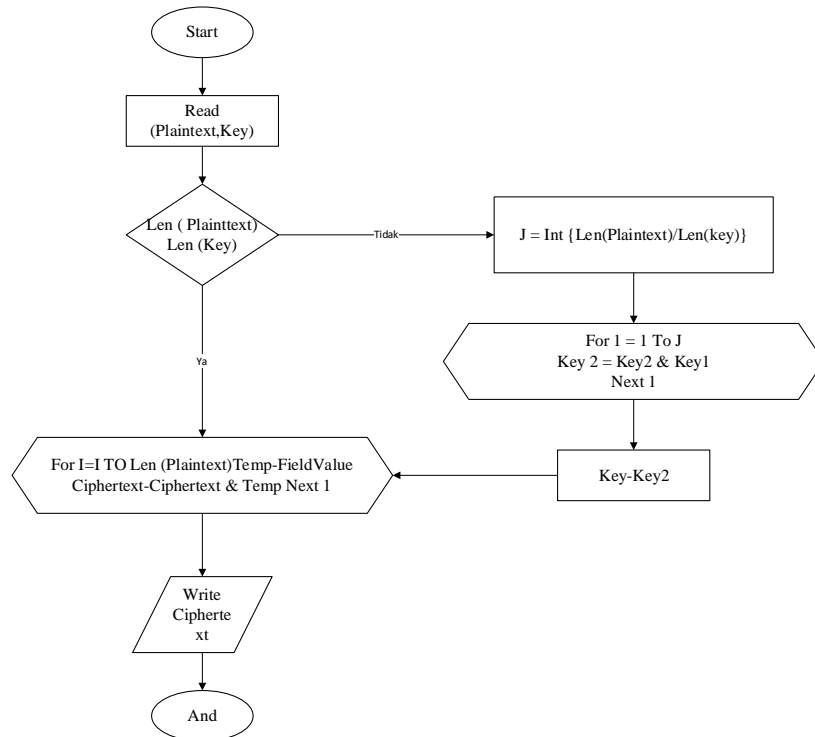 Start
Read
(Plaintext,Key)
Len ( Plainttext)
Len (Key)
Tidak
J = Int {Len(Plaintext)/Len(key)}
For 1 = 1 To J
Key 2 = Key2 & Key1
Next 1
Ya
For I=I TO Len (Plaintext)Temp-FieldValue
Ciphertext-Ciphertext & Temp Next 1
Key-Key2
Write
Cipherte
xt
And